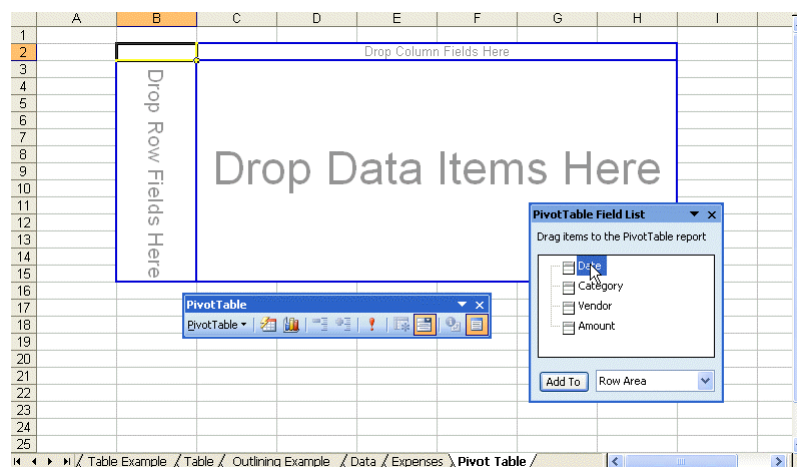 A B C D E F G H I
1
2 Drop Column Fields Here
3
4
5
6
7
8
9
10
11
12
13
14
15
16
17
18
19
20
21
22
23
24
25
Drop Row Fields Here
Drop Data Items Here
PivotTable Field List
Drag items to the PivotTable report
Date
Category
Vendor
Amount
Add To Row Area
PivotTable
PivotTable
Table Example / Table / Outlining Example / Data / Expenses \ Pivot Table /